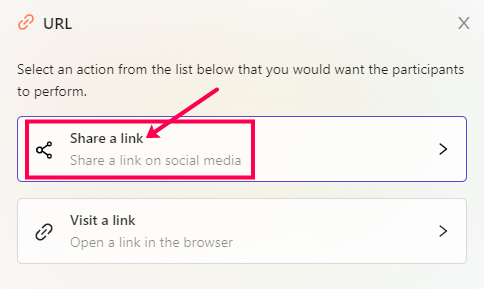 URL
Select an action from the list below that you would want the participants
to perform.
Share a link
Share a link on social media
Visit a link
Open a link in the browser